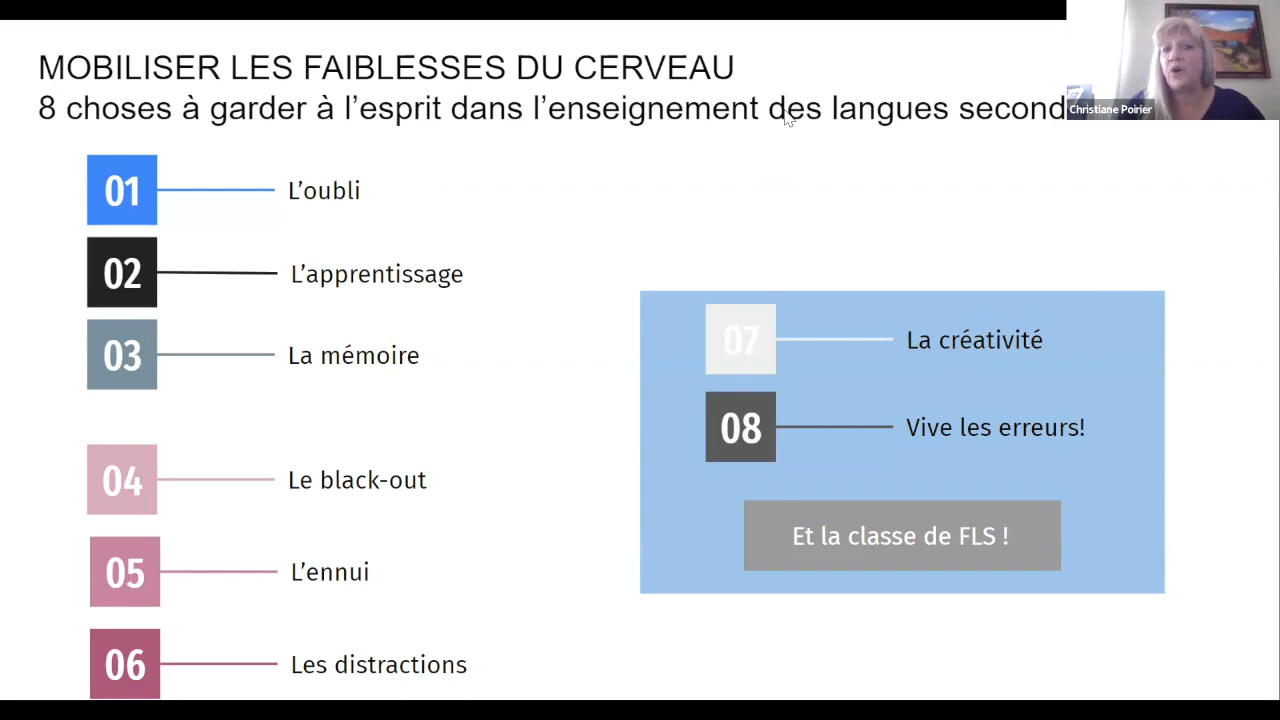 MOBILISER LES FAIBLESSES DU CERVEAU
8 choses à garder à l'esprit dans l'enseignement des langues second
Christiane Poirier
01 L'oubli
02 L'apprentissage
03 La mémoire
04 Le black-out
05 L'ennui
06 Les distractions
07 La créativité
08 Vive les erreurs!
Et la classe de FLS !